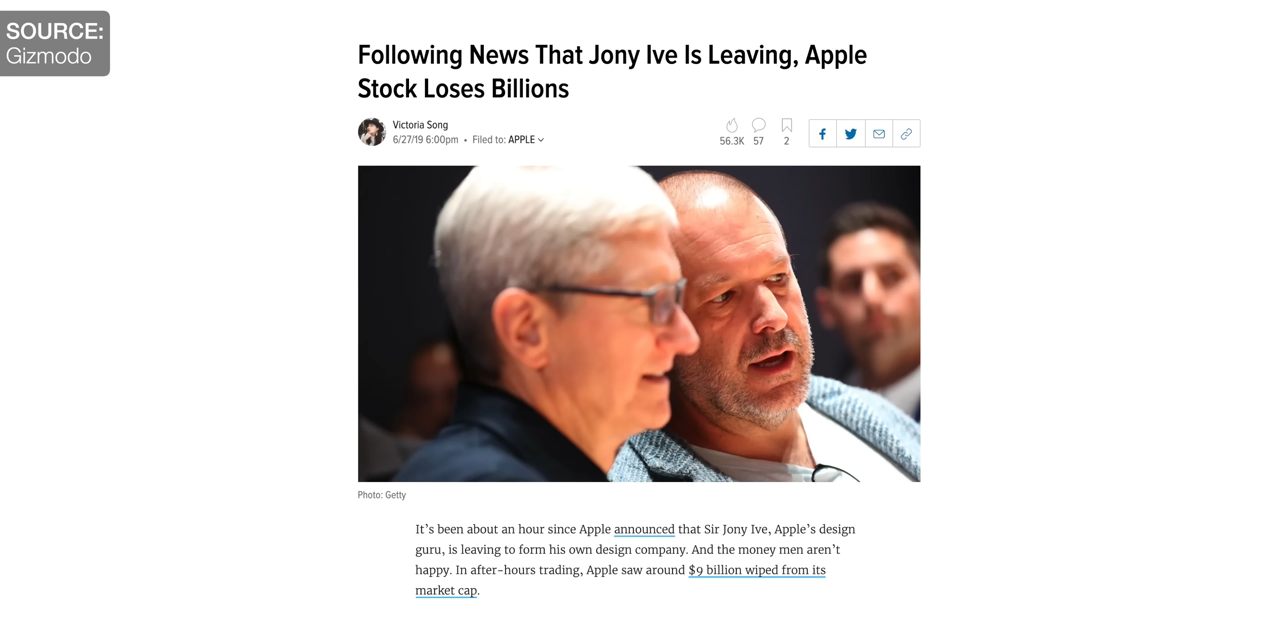 SOURCE:
Gizmodo
Following News That Jony Ive Is Leaving, Apple
Stock Loses Billions
Victoria Song
6/27/19 6:00pm • Filed to: APPLE
56.3K 57 2
Photo: Getty
It’s been about an hour since Apple announced that Sir Jony Ive, Apple’s design
guru, is leaving to form his own design company. And the money men aren’t
happy. In after-hours trading, Apple saw around $9 billion wiped from its
market cap.